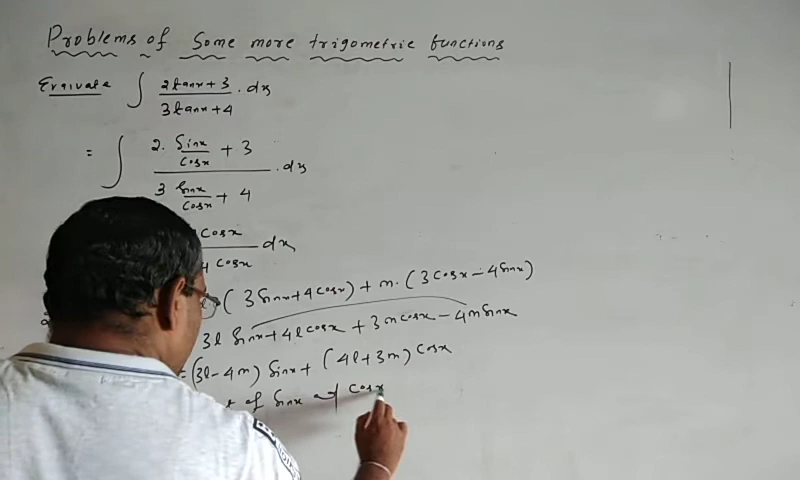 Problems of Some more trigometric functions
Evaluate ∫ (2tanx + 3)/(3tanx + 4) . dx
= ∫ (2. Sinx/Cosx + 3)/(3 Sinx/Cosx + 4) . dx
Cosx / 4 Cosx dx
( 3 Sinx + 4 Cosx ) + m . ( 3 Cosx − 4 Sinx )
3l Sinx + 4l Cosx + 3m Cosx − 4m Sinx
= (3l − 4m) Sinx + (4l + 3m) Cosx
of Sinx and Cosx